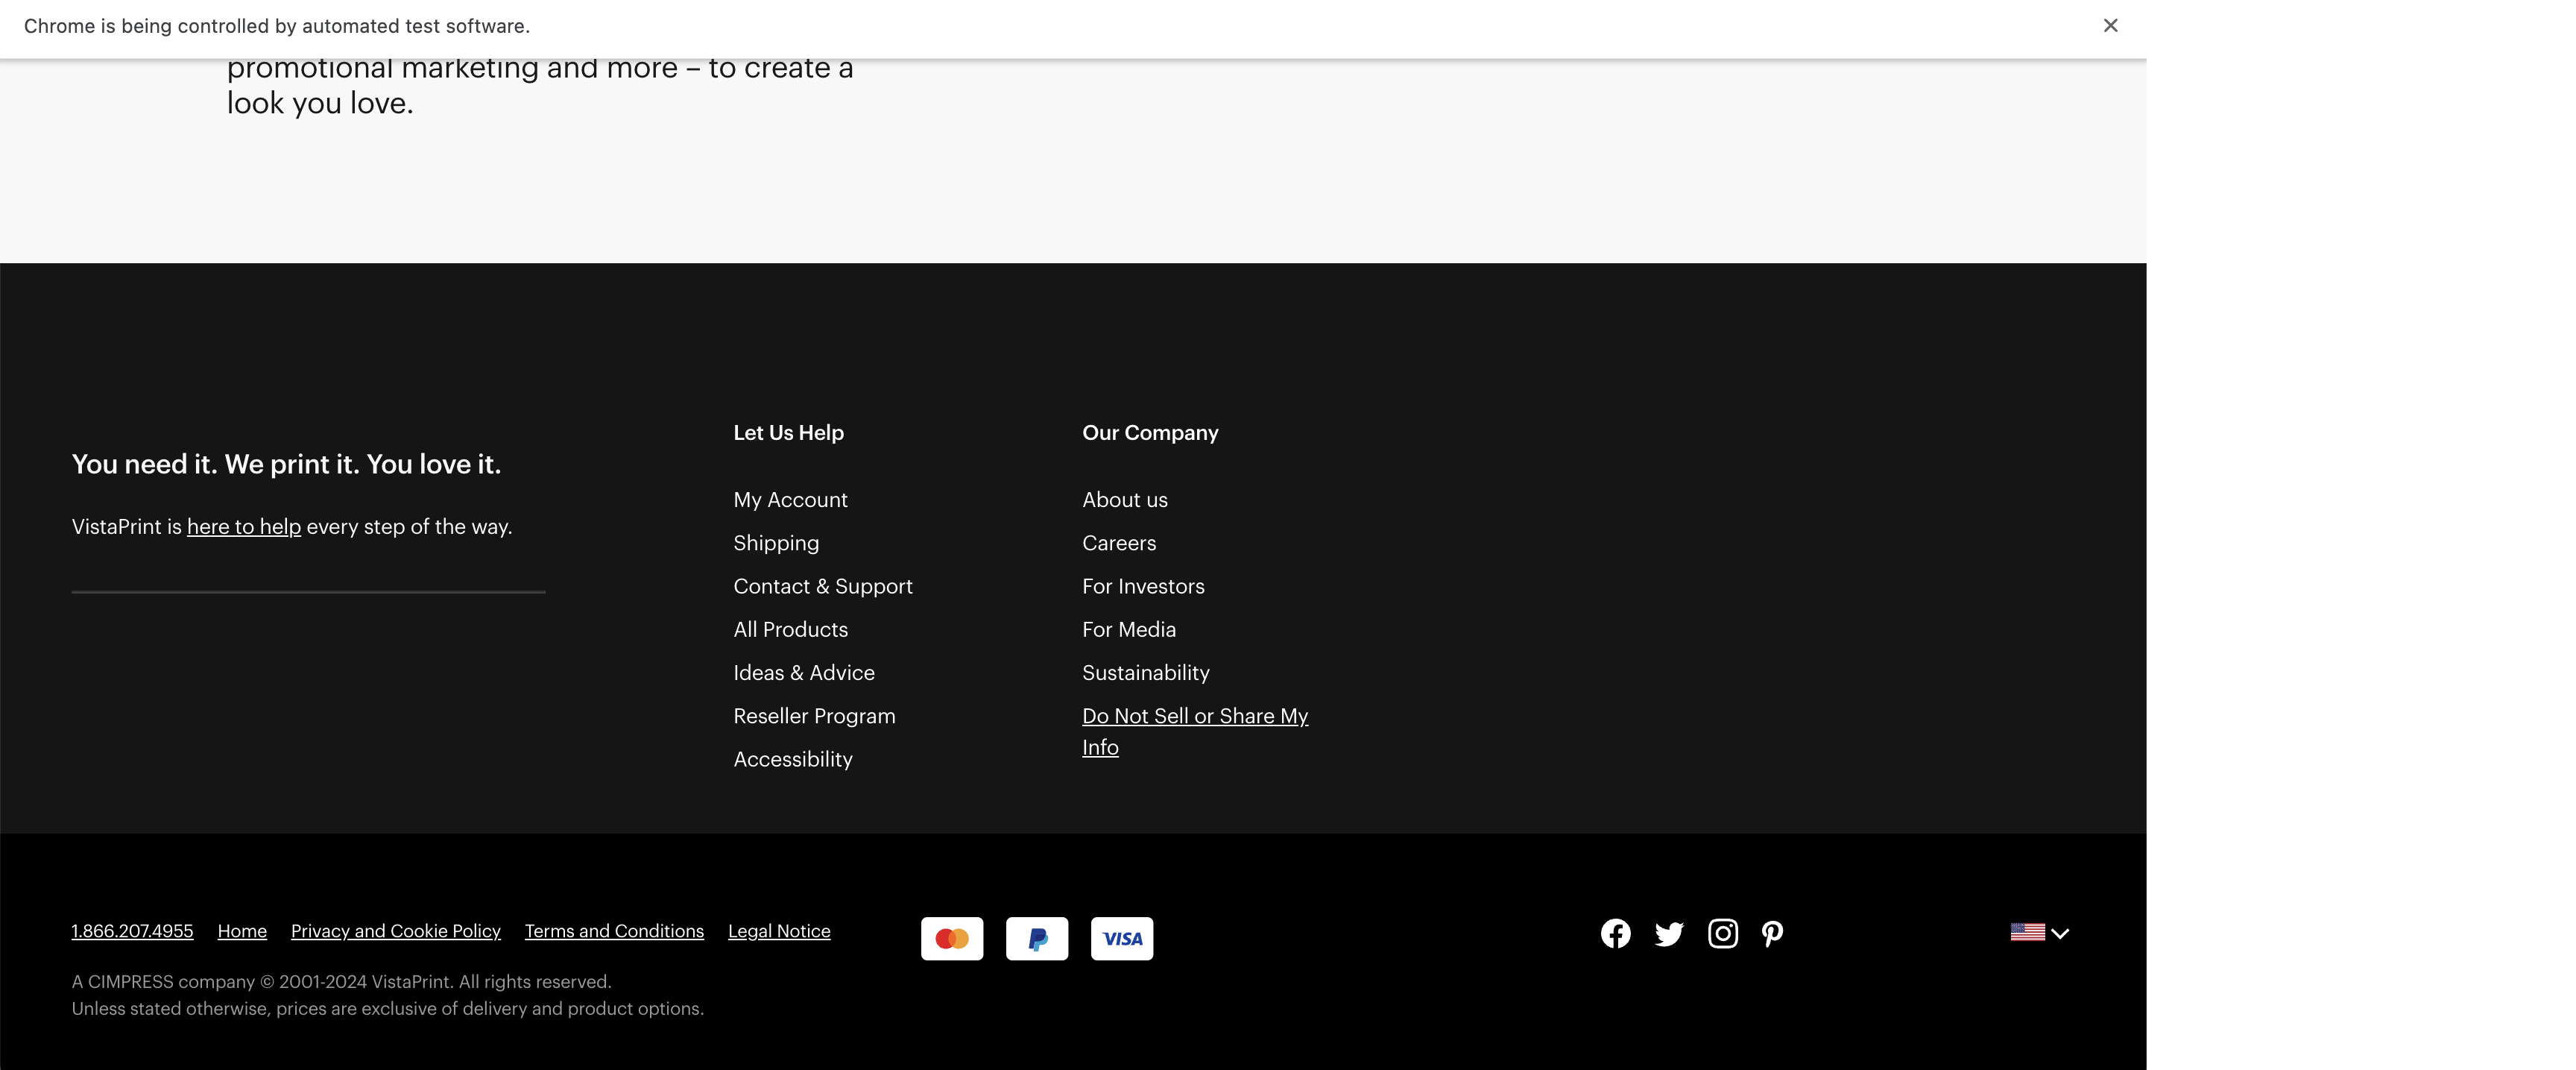 Chrome is being controlled by automated test software.
promotional marketing and more – to create a
look you love.
You need it. We print it. You love it.
VistaPrint is here to help every step of the way.
Let Us Help
My Account
Shipping
Contact & Support
All Products
Ideas & Advice
Reseller Program
Accessibility
Our Company
About us
Careers
For Investors
For Media
Sustainability
Do Not Sell or Share My
Info
1.866.207.4955 Home Privacy and Cookie Policy Terms and Conditions Legal Notice
VISA
A CIMPRESS company © 2001-2024 VistaPrint. All rights reserved.
Unless stated otherwise, prices are exclusive of delivery and product options.